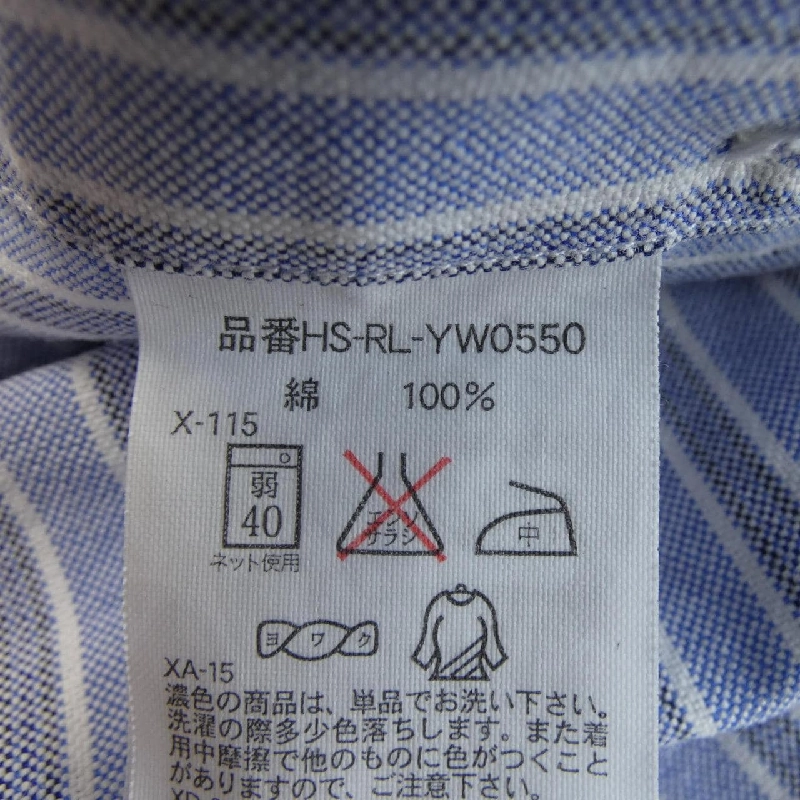 品番HS-RL-YW0550
綿 100%
X-115
弱
40
ネット使用
エンソ
サラシ
中
ヨワク
XA-15
濃色の商品は、単品でお洗い下さい。
洗濯の際多少色落ちします。また着
用中摩擦で他のものに色がつくこと
がありますので、ご注意下さい。